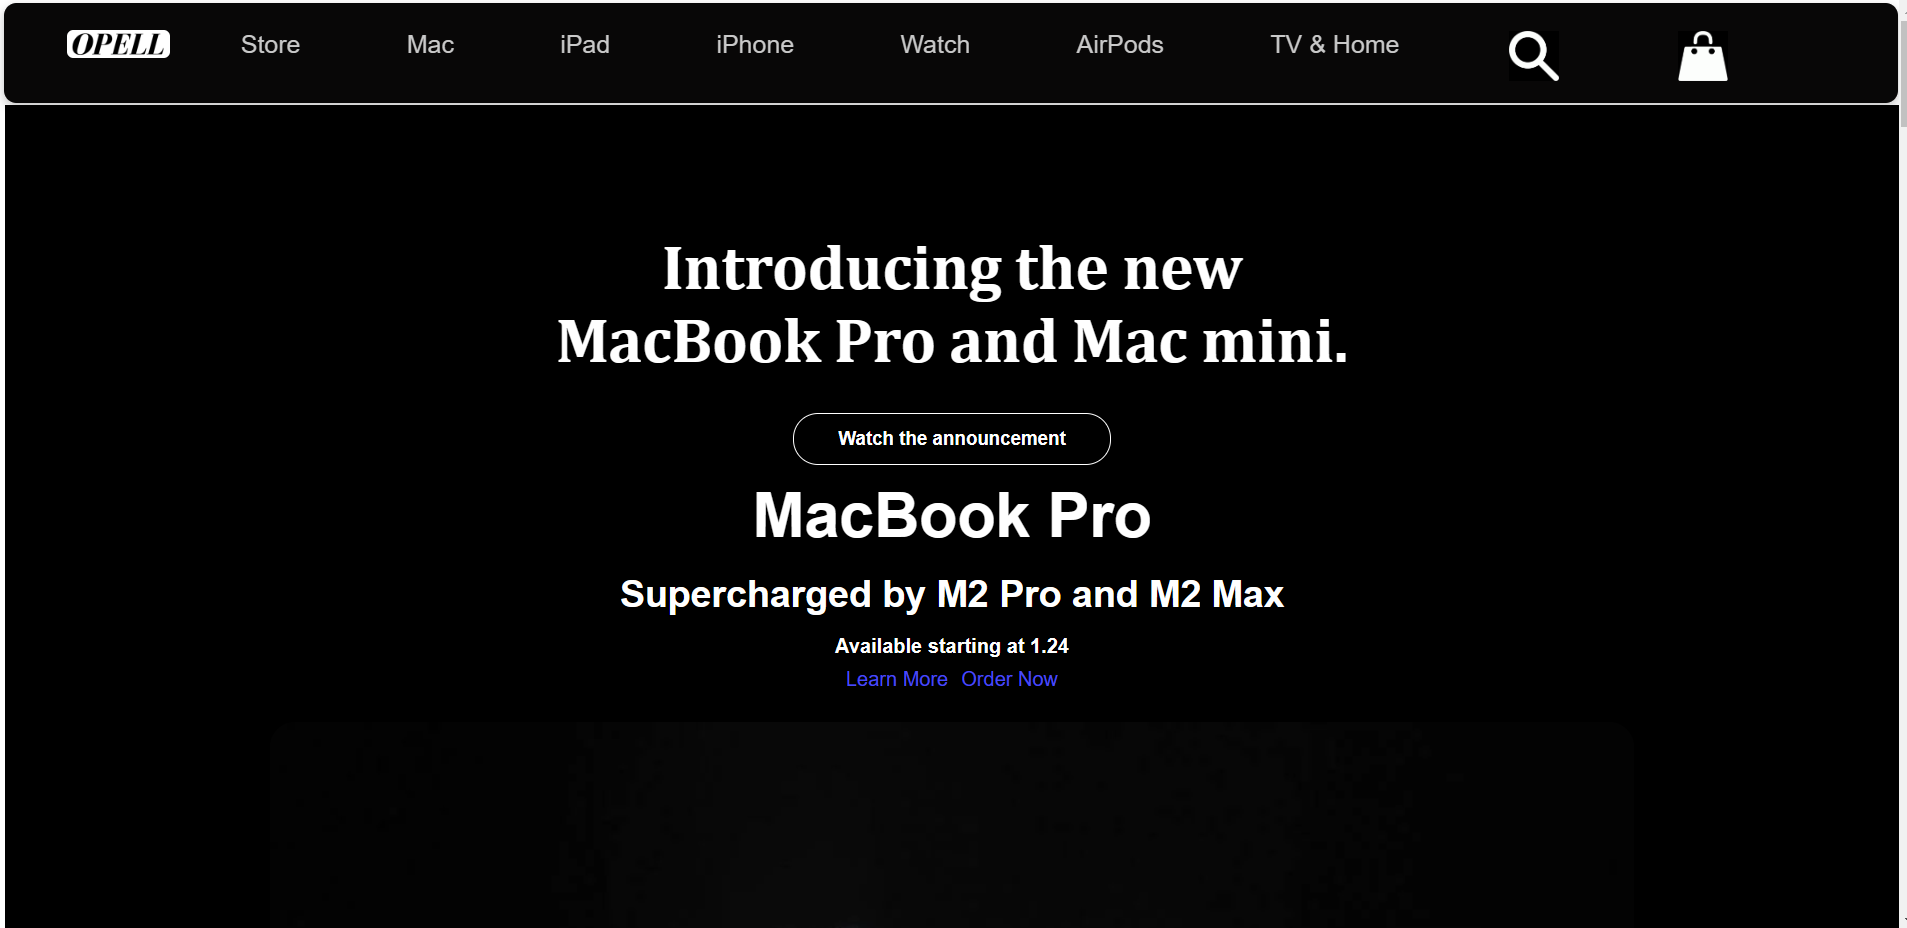 OPELL Store Mac iPad iPhone Watch AirPods TV & Home
Introducing the new
MacBook Pro and Mac mini.
Watch the announcement
MacBook Pro
Supercharged by M2 Pro and M2 Max
Available starting at 1.24
Learn More Order Now